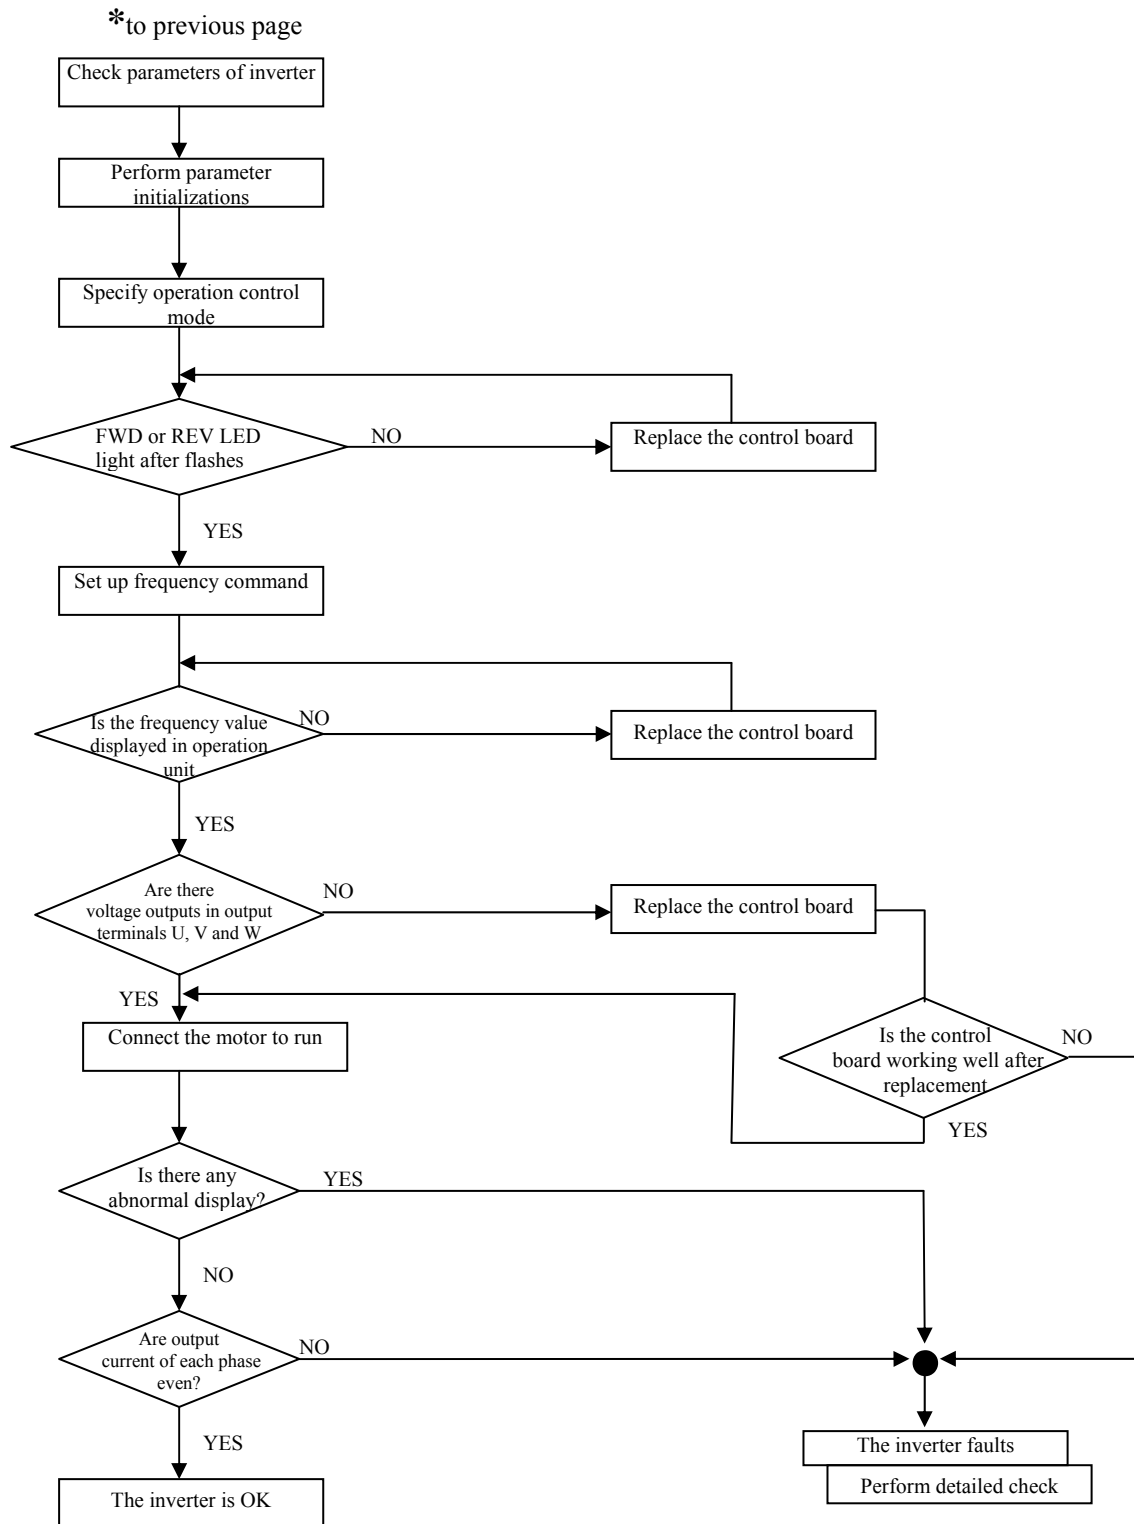 *to previous page
Check parameters of inverter
Perform parameter
initializations
Specify operation control
mode
FWD or REV LED
light after flashes
NO
Replace the control board
YES
Set up frequency command
Is the frequency value
displayed in operation
unit
NO
Replace the control board
YES
Are there
voltage outputs in output
terminals U, V and W
NO
Replace the control board
YES
Connect the motor to run
Is the control
board working well after
replacement
NO
YES
Is there any
abnormal display?
YES
NO
Are output
current of each phase
even?
NO
YES
The inverter faults
Perform detailed check
The inverter is OK